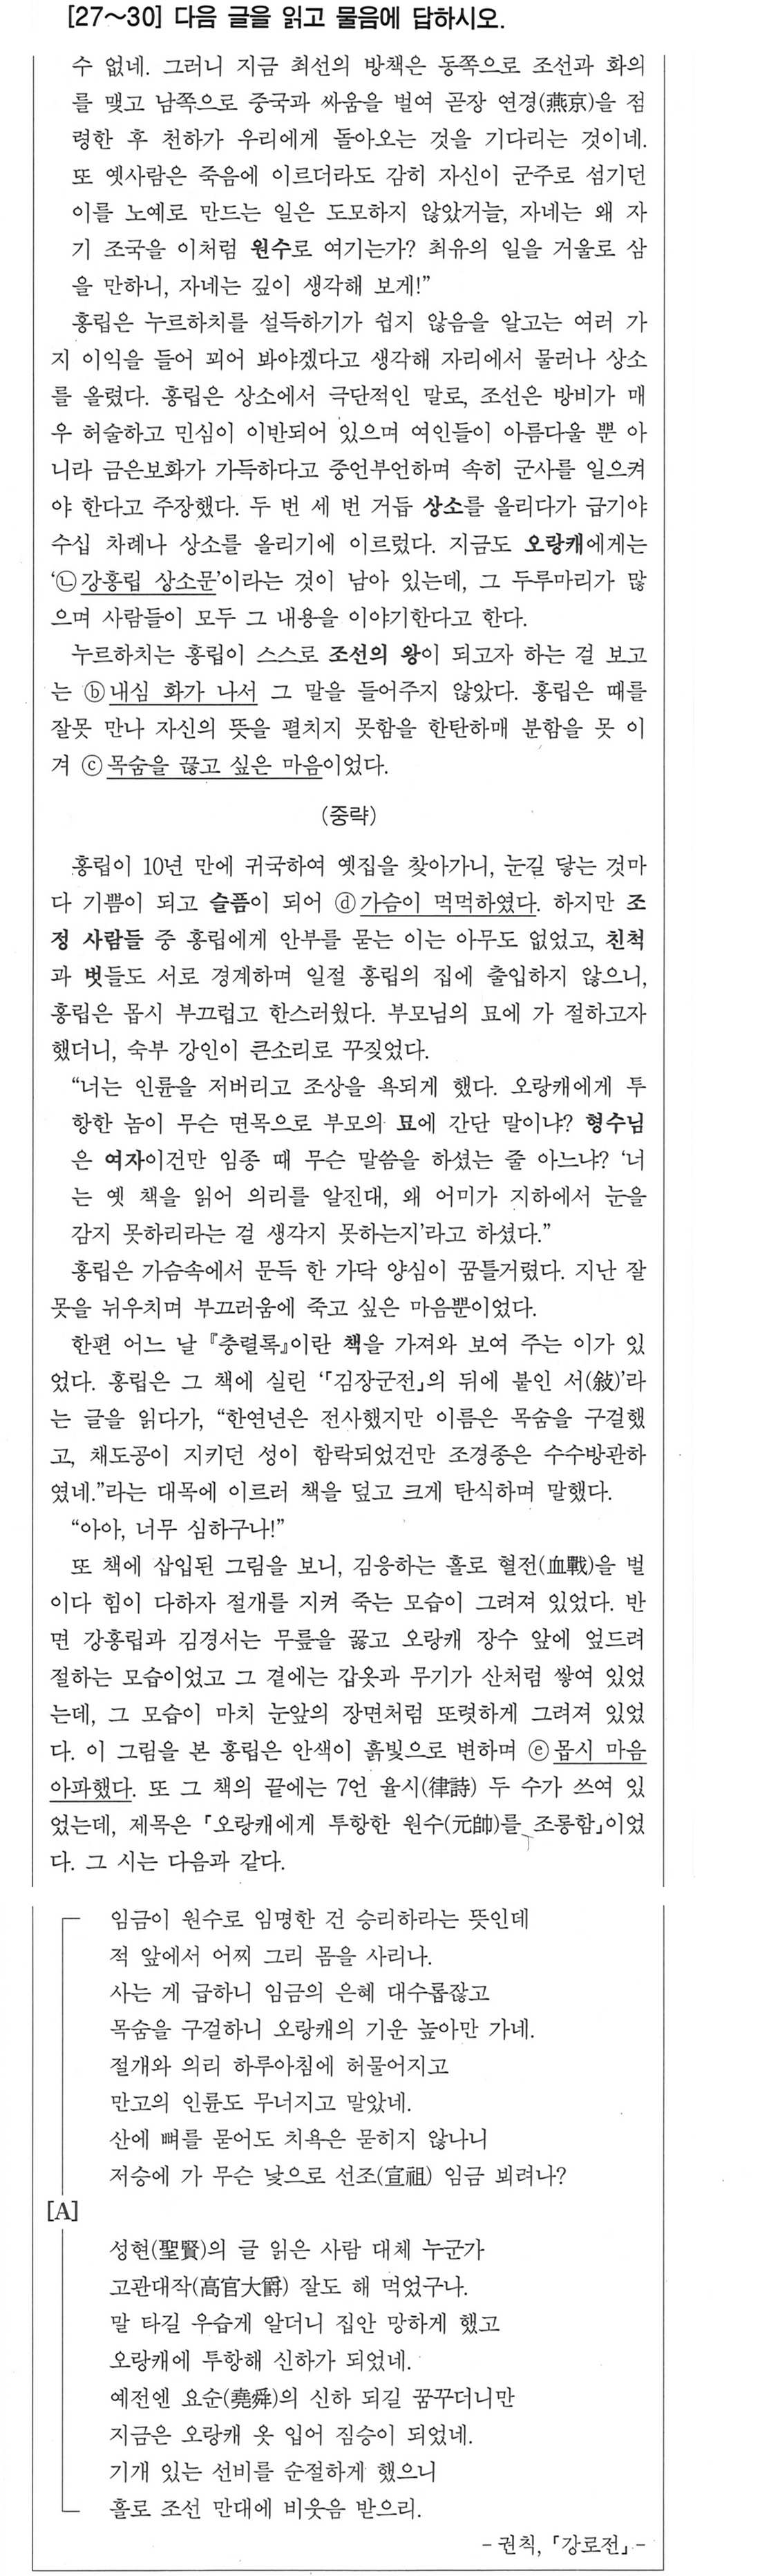 [27～30] 다음 글을 읽고 물음에 답하시오.
수 없네. 그러니 지금 최선의 방책은 동쪽으로 조선과 화의
를 맺고 남쪽으로 중국과 싸움을 벌여 곧장 연경(燕京)을 점
령한 후 천하가 우리에게 돌아오는 것을 기다리는 것이네.
또 옛사람은 죽음에 이르더라도 감히 자신이 군주로 섬기던
이를 노예로 만드는 일은 도모하지 않았거늘, 자네는 왜 자
기 조국을 이처럼 원수로 여기는가? 최유의 일을 거울로 삼
을 만하니, 자네는 깊이 생각해 보게!”
홍립은 누르하치를 설득하기가 쉽지 않음을 알고는 여러 가
지 이익을 들어 꾀어 봐야겠다고 생각해 자리에서 물러나 상소
를 올렸다. 홍립은 상소에서 극단적인 말로, 조선은 방비가 매
우 허술하고 민심이 이반되어 있으며 여인들이 아름다울 뿐 아
니라 금은보화가 가득하다고 중언부언하며 속히 군사를 일으켜
야 한다고 주장했다. 두 번 세 번 거듭 상소를 올리다가 급기야
수십 차례나 상소를 올리기에 이르렀다. 지금도 오랑캐에게는
‘㉡강홍립 상소문’이라는 것이 남아 있는데, 그 두루마리가 많
으며 사람들이 모두 그 내용을 이야기한다고 한다.
누르하치는 홍립이 스스로 조선의 왕이 되고자 하는 걸 보고
는 ⓑ내심 화가 나서 그 말을 들어주지 않았다. 홍립은 때를
잘못 만나 자신의 뜻을 펼치지 못함을 한탄하매 분함을 못 이
겨 ⓒ목숨을 끊고 싶은 마음이었다.
(중략)
홍립이 10년 만에 귀국하여 옛집을 찾아가니, 눈길 닿는 것마
다 기쁨이 되고 슬픔이 되어 ⓓ가슴이 먹먹하였다. 하지만 조
정 사람들 중 홍립에게 안부를 묻는 이는 아무도 없었고, 친척
과 벗들도 서로 경계하며 일절 홍립의 집에 출입하지 않으니,
홍립은 몹시 부끄럽고 한스러웠다. 부모님의 묘에 가 절하고자
했더니, 숙부 강인이 큰소리로 꾸짖었다.
“너는 인륜을 저버리고 조상을 욕되게 했다. 오랑캐에게 투
항한 놈이 무슨 면목으로 부모의 묘에 간단 말이냐? 형수님
은 여자이건만 임종 때 무슨 말씀을 하셨는 줄 아느냐? ‘너
는 옛 책을 읽어 의리를 알진대, 왜 어미가 지하에서 눈을
감지 못하리라는 걸 생각지 못하는지’라고 하셨다.”
홍립은 가슴속에서 문득 한 가닥 양심이 꿈틀거렸다. 지난 잘
못을 뉘우치며 부끄러움에 죽고 싶은 마음뿐이었다.
한편 어느 날 『충렬록』이란 책을 가져와 보여 주는 이가 있
었다. 홍립은 그 책에 실린 ‘｢김장군전｣의 뒤에 붙인 서(敍)’라
는 글을 읽다가, “한연년은 전사했지만 이름은 목숨을 구걸했
고, 채도공이 지키던 성이 함락되었건만 조경종은 수수방관하
였네.”라는 대목에 이르러 책을 덮고 크게 탄식하며 말했다.
“아아, 너무 심하구나!”
또 책에 삽입된 그림을 보니, 김응하는 홀로 혈전(血戰)을 벌
이다 힘이 다하자 절개를 지켜 죽는 모습이 그려져 있었다. 반
면 강홍립과 김경서는 무릎을 꿇고 오랑캐 장수 앞에 엎드려
절하는 모습이었고 그 곁에는 갑옷과 무기가 산처럼 쌓여 있었
는데, 그 모습이 마치 눈앞의 장면처럼 또렷하게 그려져 있었
다. 이 그림을 본 홍립은 안색이 흙빛으로 변하며 ⓔ몹시 마음
아파했다. 또 그 책의 끝에는 7언 율시(律詩) 두 수가 쓰여 있
었는데, 제목은 ｢오랑캐에게 투항한 원수(元帥)를 조롱함｣이었
다. 그 시는 다음과 같다.
임금이 원수로 임명한 건 승리하라는 뜻인데
적 앞에서 어찌 그리 몸을 사리나.
사는 게 급하니 임금의 은혜 대수롭잖고
목숨을 구걸하니 오랑캐의 기운 높아만 가네.
절개와 의리 하루아침에 허물어지고
만고의 인륜도 무너지고 말았네.
산에 뼈를 묻어도 치욕은 묻히지 않나니
저승에 가 무슨 낯으로 선조(宣祖) 임금 뵈려나?
[A]
성현(聖賢)의 글 읽은 사람 대체 누군가
고관대작(高官大爵) 잘도 해 먹었구나.
말 타길 우습게 알더니 집안 망하게 했고
오랑캐에 투항해 신하가 되었네.
예전엔 요순(堯舜)의 신하 되길 꿈꾸더니만
지금은 오랑캐 옷 입어 짐승이 되었네.
기개 있는 선비를 순절하게 했으니
홀로 조선 만대에 비웃음 받으리.
- 권칙, ｢강로전｣ -